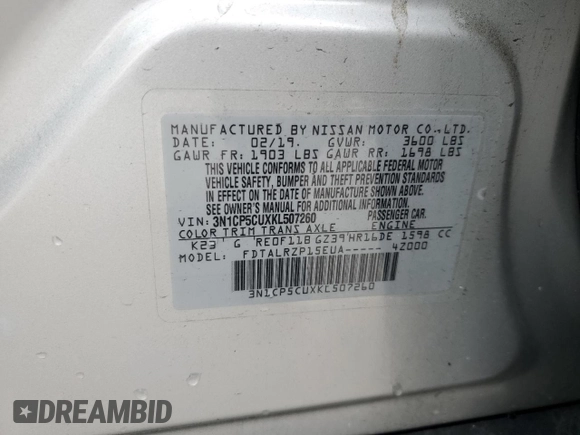 MANUFACTURED BY NISSAN MOTOR CO.,LTD.
DATE: 02/19. GVWR: 3600 LBS
GAWR FR: 1903 LBS GAWR RR: 1698 LBS
THIS VEHICLE CONFORMS TO ALL APPLICABLE FEDERAL MOTOR
VEHICLE SAFETY, BUMPER AND THEFT PREVENTION STANDARDS
IN EFFECT ON THE DATE OF MANUFACTURE SHOWN ABOVE.
SEE OWNER'S MANUAL FOR ADDITIONAL INFORMATION.
VIN: 3N1CP5CUXKL507260 PASSENGER CAR.
COLOR TRIM TRANS AXLE ENGINE
K23 G RE0F11B GZ39 HR16DE 1598 CC
MODEL: FDTALRZP15EUA----- 4Z000
3N1CP5CUXKL507260
DREAMBID